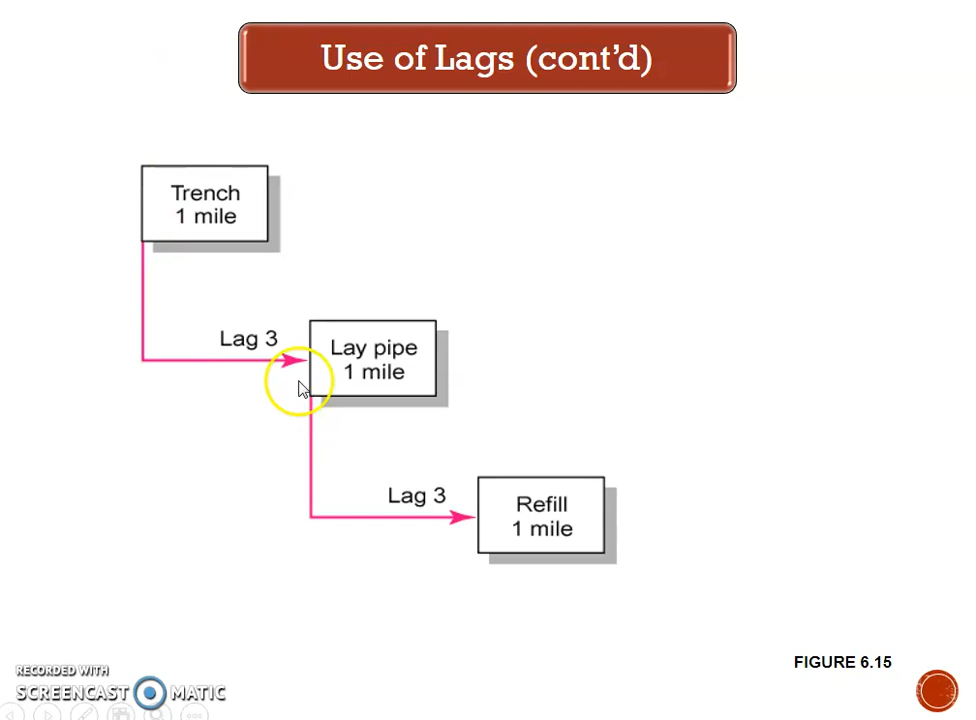 Use of Lags (cont’d)
Trench
1 mile
Lag 3
Lay pipe
1 mile
Lag 3
Refill
1 mile
FIGURE 6.15
RECORDED WITH
SCREENCAST MATIC